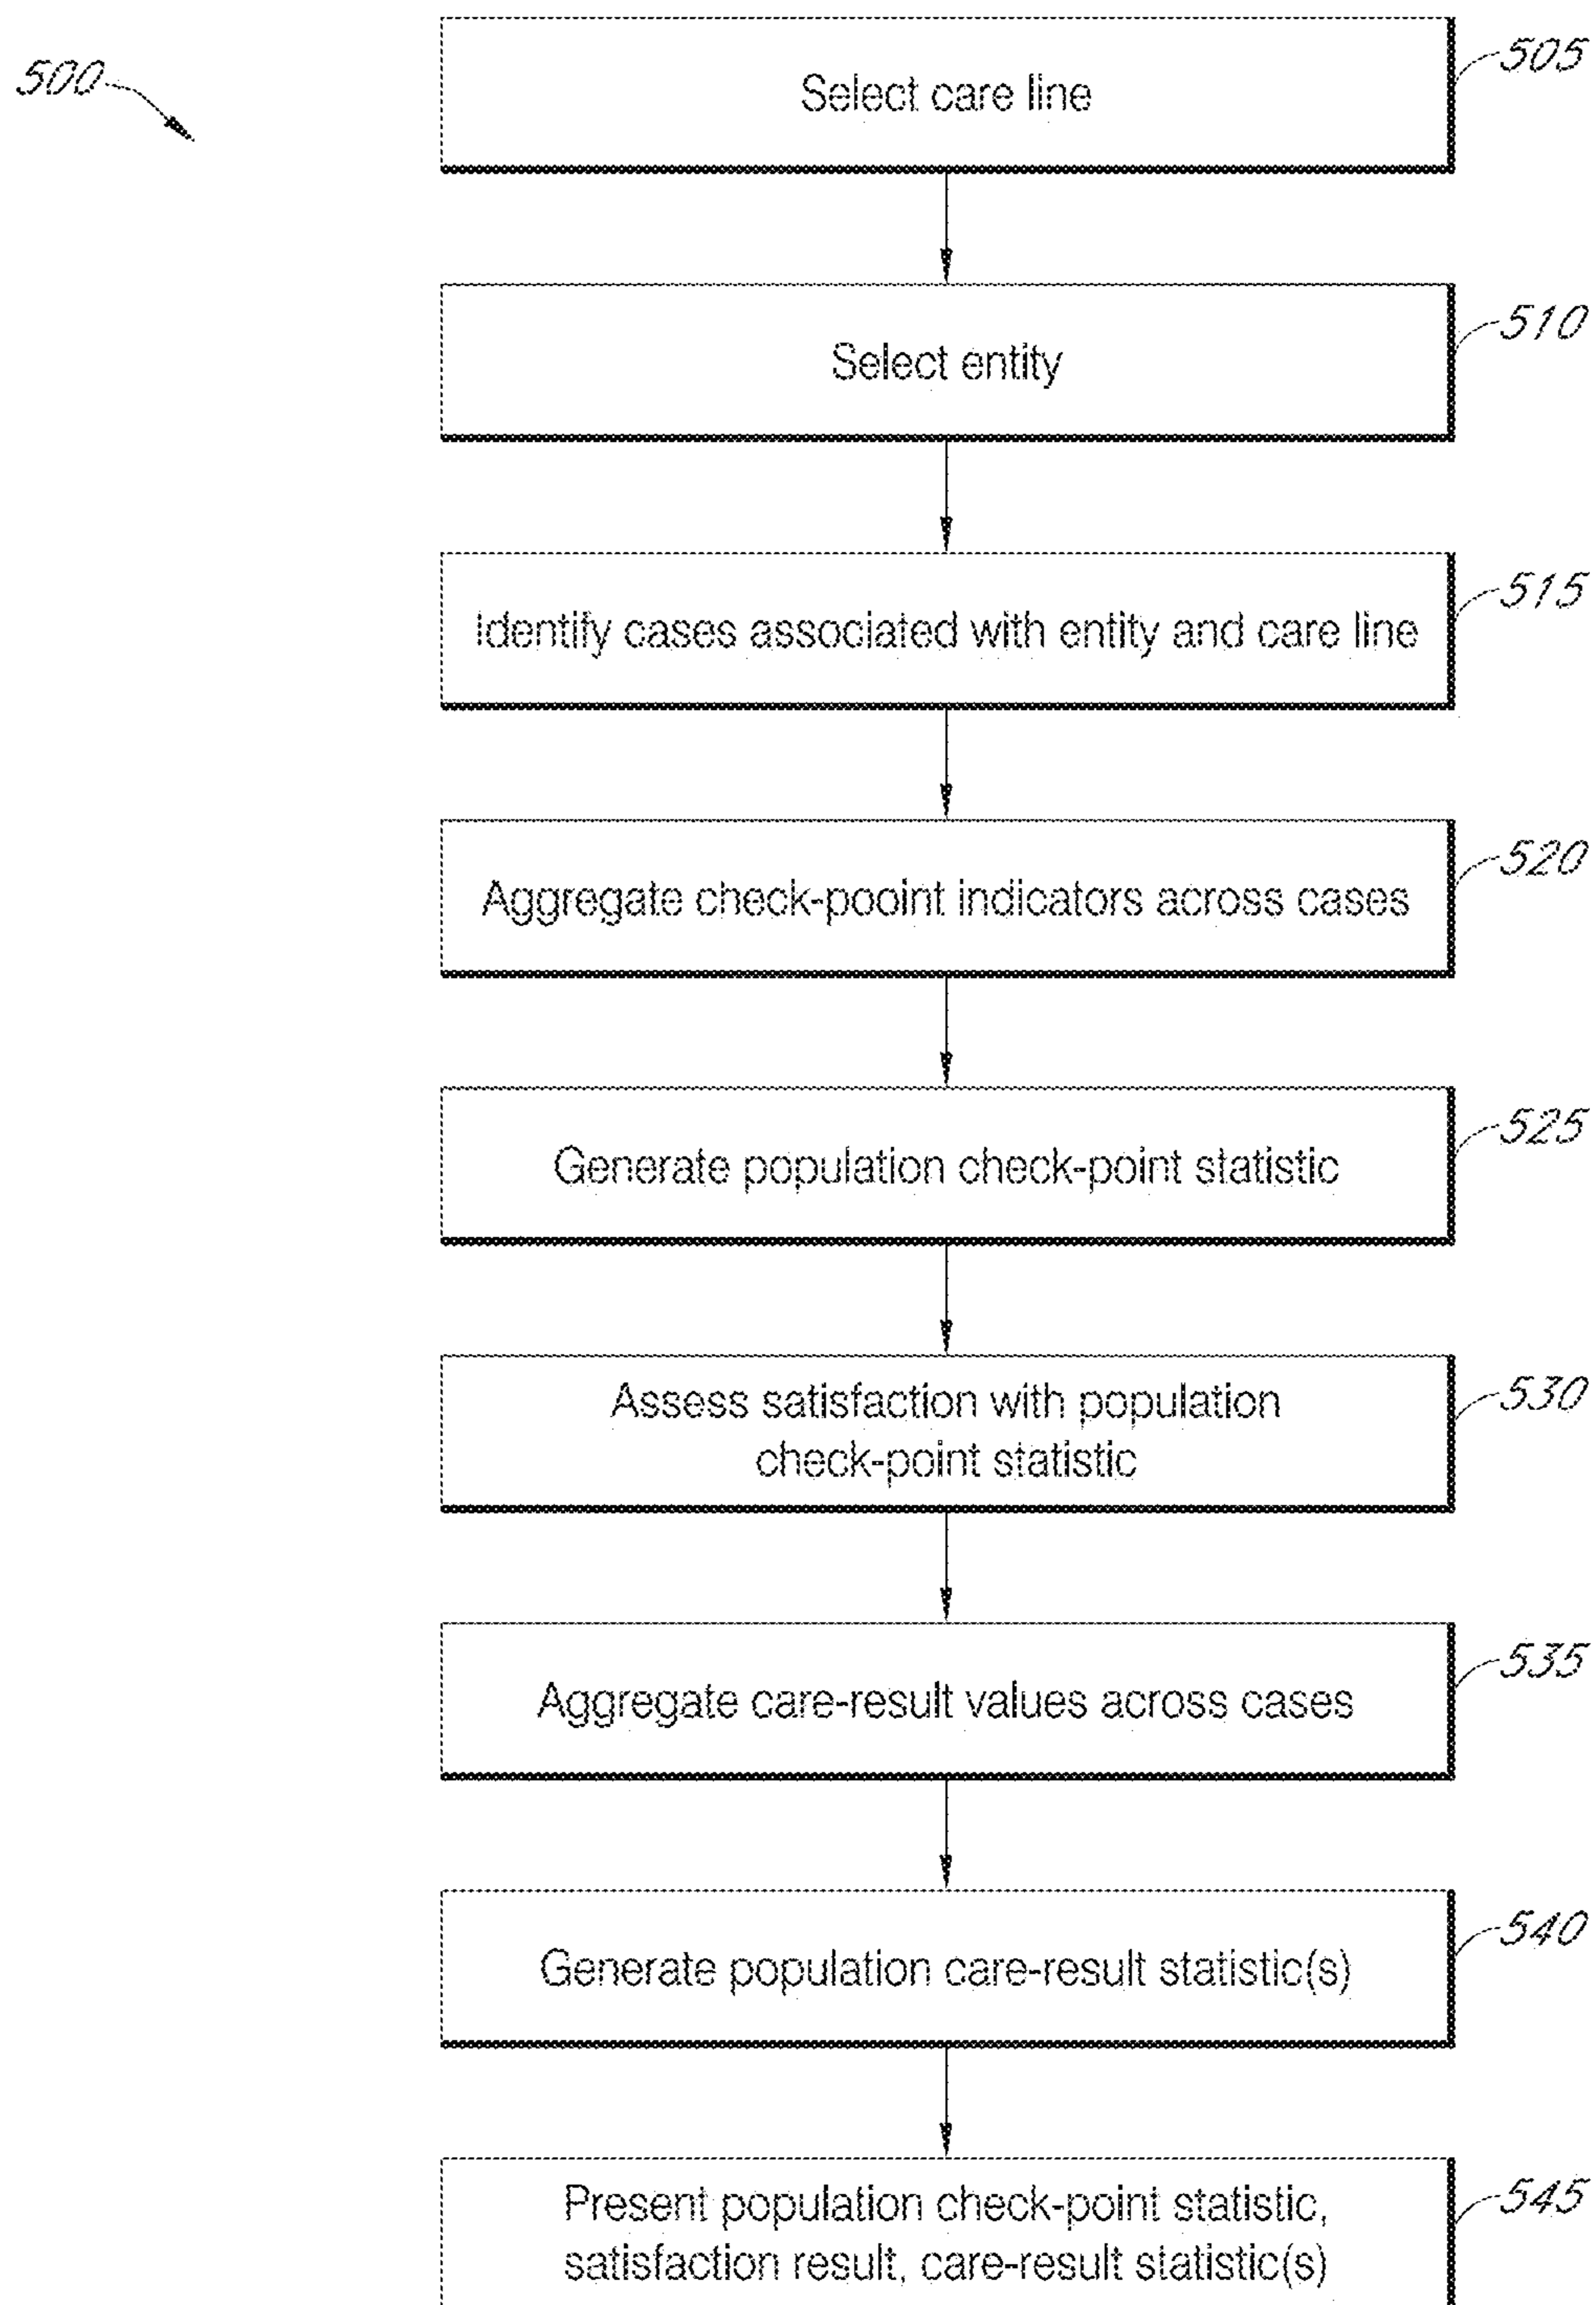 500
Select care line
505
Select entity
510
Identify cases associated with entity and care line
515
Aggregate check-pooint indicators across cases
520
Generate population check-point statistic
525
Assess satisfaction with population
check-point statistic
530
Aggregate care-result values across cases
535
Generate population care-result statistic(s)
540
Present population check-point statistic,
satisfaction result, care-result statistic(s)
545